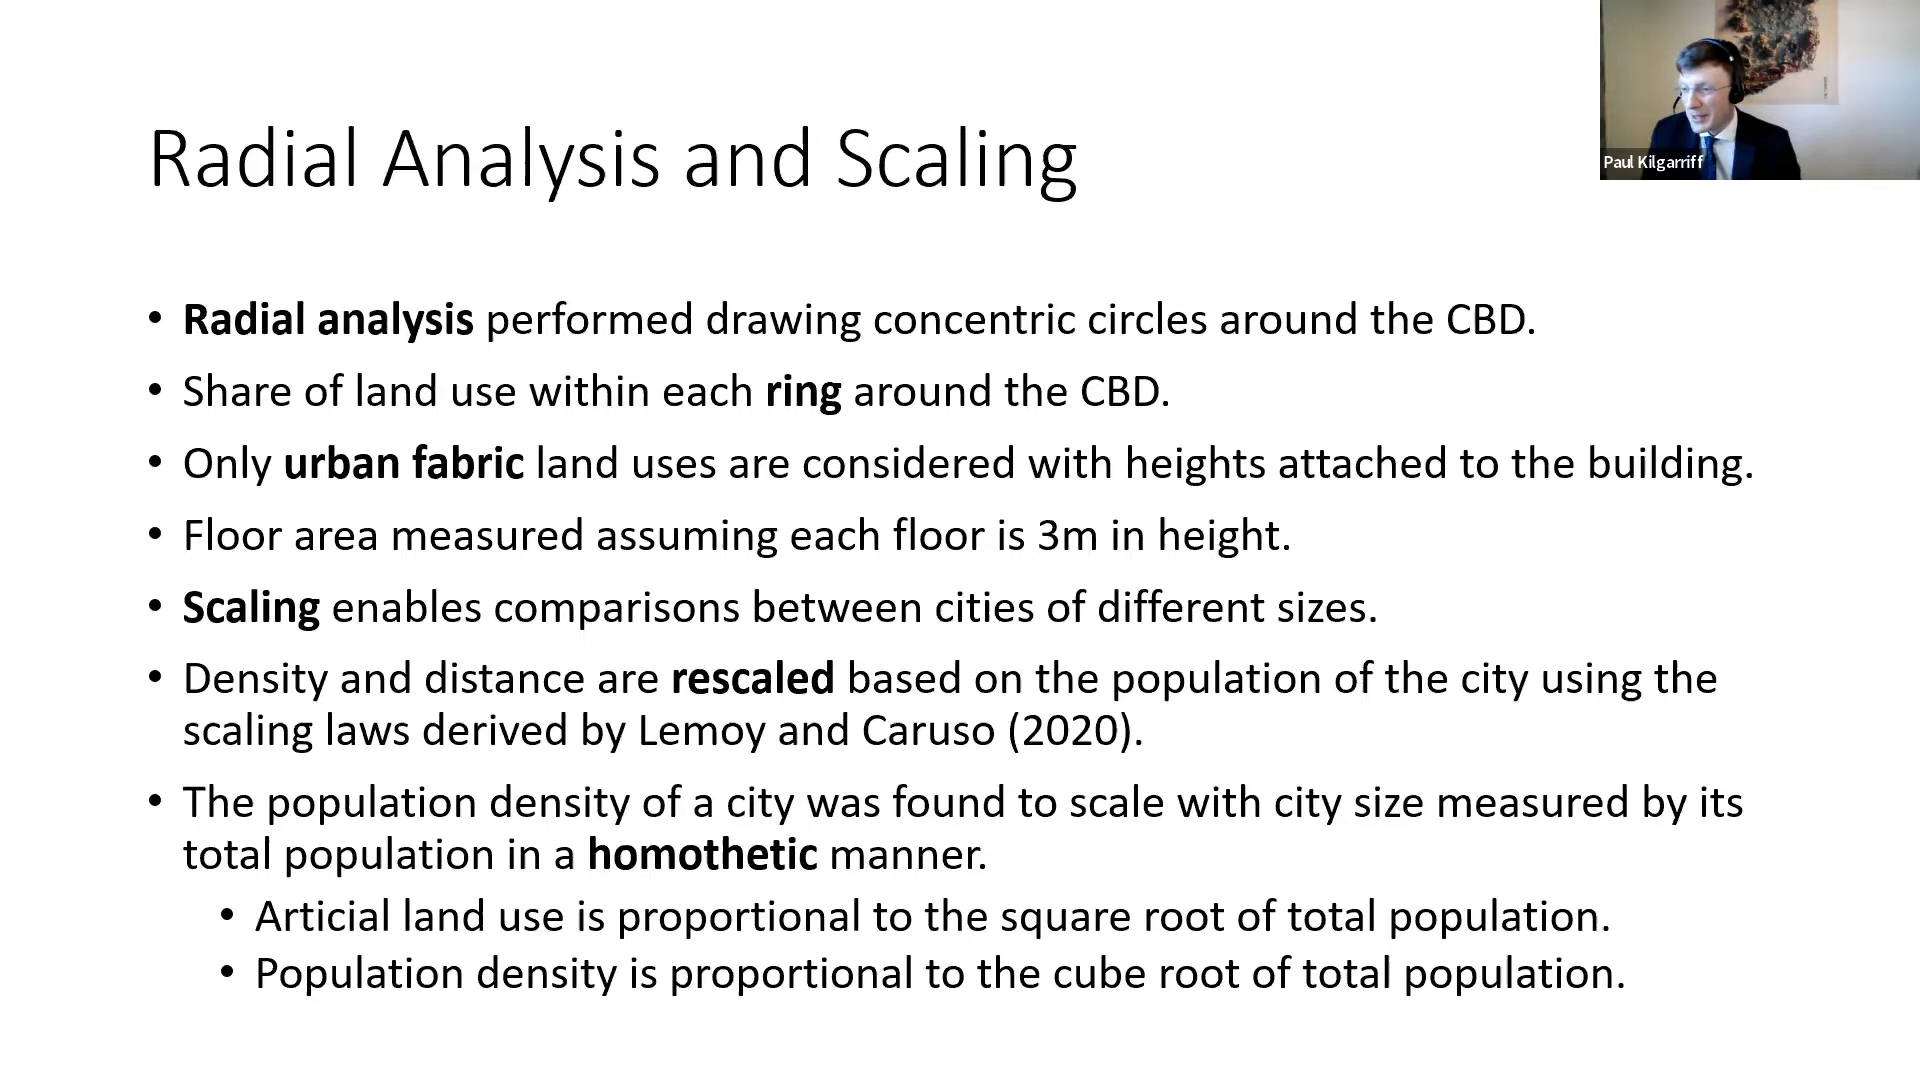 Radial Analysis and Scaling
Paul Kilgarriff
• Radial analysis performed drawing concentric circles around the CBD.
• Share of land use within each ring around the CBD.
• Only urban fabric land uses are considered with heights attached to the building.
• Floor area measured assuming each floor is 3m in height.
• Scaling enables comparisons between cities of different sizes.
• Density and distance are rescaled based on the population of the city using the
scaling laws derived by Lemoy and Caruso (2020).
• The population density of a city was found to scale with city size measured by its
total population in a homothetic manner.
• Articial land use is proportional to the square root of total population.
• Population density is proportional to the cube root of total population.